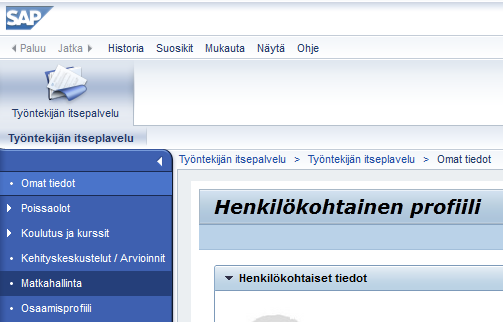 SAP
Paluu Jatka Historia Suosikit Mukauta Näytä Ohje
Työntekijän itsepalvelu
Työntekijän itseplavelu
Työntekijän itsepalvelu > Työntekijän itseplavelu > Omat tiedot
Omat tiedot
Poissaolot
Koulutus ja kurssit
Kehityskeskustelut / Arvioinnit
Matkahallinta
Osaamisprofiili
Henkilökohtainen profiili
Henkilökohtaiset tiedot